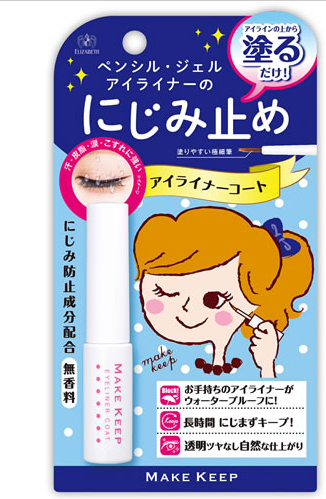 ELIZABETH
アイラインの上から
塗る
だけ!
ペンシル・ジェル
アイライナーの
にじみ止め
塗りやすい極細筆
汗・皮脂・涙・こすれに強い
アイライナーコート
にじみ防止成分配合
無香料
MAKE KEEP
EYELINER COAT
make
keep
Block!
お手持ちのアイライナーが
ウォータープルーフに!
Keep
長時間 にじまずキープ!
透明ツヤなし自然な仕上がり
MAKE KEEP